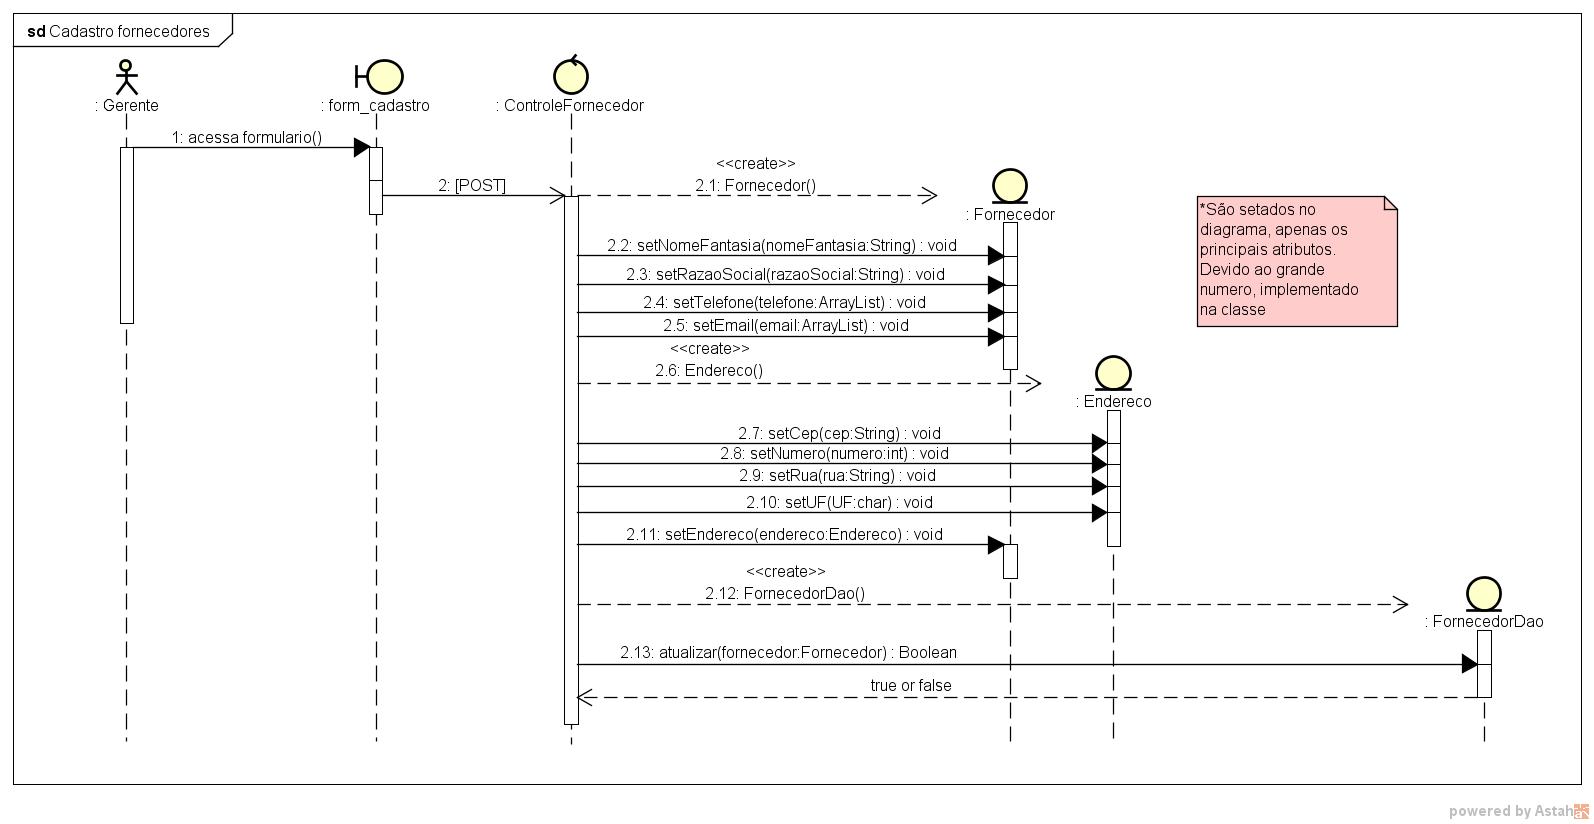 sd Cadastro fornecedores
: Gerente
: form_cadastro
: ControleFornecedor
1: acessa formulario()
2: [POST]
<<create>>
2.1: Fornecedor()
: Fornecedor
*São setados no
diagrama, apenas os
principais atributos.
Devido ao grande
numero, implementado
na classe
2.2: setNomeFantasia(nomeFantasia:String) : void
2.3: setRazaoSocial(razaoSocial:String) : void
2.4: setTelefone(telefone:ArrayList) : void
2.5: setEmail(email:ArrayList) : void
<<create>>
2.6: Endereco()
: Endereco
2.7: setCep(cep:String) : void
2.8: setNumero(numero:int) : void
2.9: setRua(rua:String) : void
2.10: setUF(UF:char) : void
2.11: setEndereco(endereco:Endereco) : void
<<create>>
2.12: FornecedorDao()
: FornecedorDao
2.13: atualizar(fornecedor:Fornecedor) : Boolean
true or false
powered by Astah